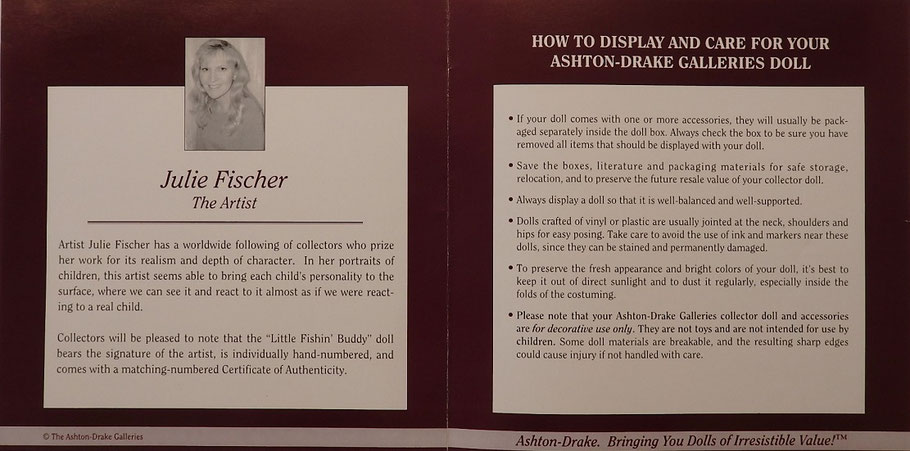 Julie Fischer
The Artist
Artist Julie Fischer has a worldwide following of collectors who prize
her work for its realism and depth of character. In her portraits of
children, this artist seems able to bring each child's personality to the
surface, where we can see it and react to it almost as if we were react-
ing to a real child.
Collectors will be pleased to note that the "Little Fishin' Buddy" doll
bears the signature of the artist, is individually hand-numbered, and
comes with a matching-numbered Certificate of Authenticity.
© The Ashton-Drake Galleries
HOW TO DISPLAY AND CARE FOR YOUR
ASHTON-DRAKE GALLERIES DOLL
• If your doll comes with one or more accessories, they will usually be pack-
aged separately inside the doll box. Always check the box to be sure you have
removed all items that should be displayed with your doll.
• Save the boxes, literature and packaging materials for safe storage,
relocation, and to preserve the future resale value of your collector doll.
• Always display a doll so that it is well-balanced and well-supported.
• Dolls crafted of vinyl or plastic are usually jointed at the neck, shoulders and
hips for easy posing. Take care to avoid the use of ink and markers near these
dolls, since they can be stained and permanently damaged.
• To preserve the fresh appearance and bright colors of your doll, it's best to
keep it out of direct sunlight and to dust it regularly, especially inside the
folds of the costuming.
• Please note that your Ashton-Drake Galleries collector doll and accessories
are for decorative use only. They are not toys and are not intended for use by
children. Some doll materials are breakable, and the resulting sharp edges
could cause injury if not handled with care.
Ashton-Drake. Bringing You Dolls of Irresistible Value!™